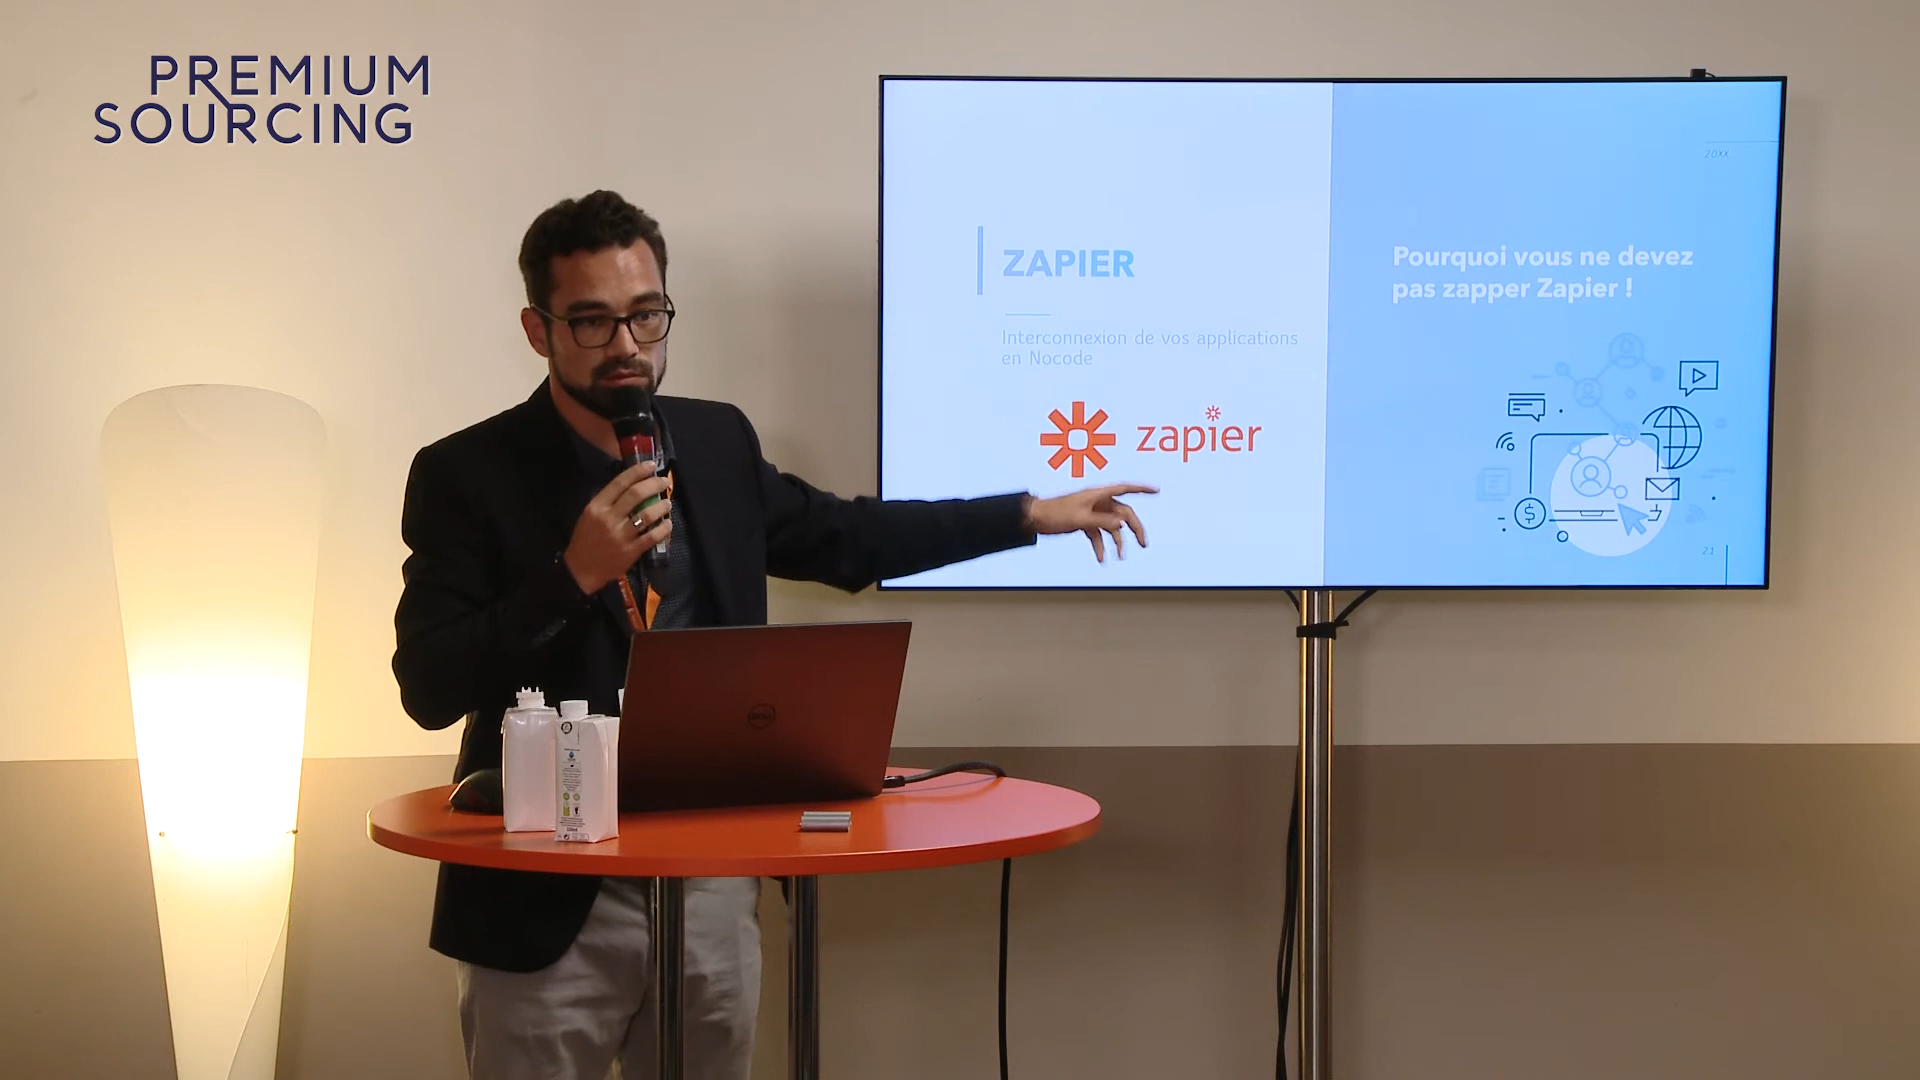 PREMIUM
SOURCING
ZAPIER
Interconnexion de vos applications
en Nocode
zapier
20XX
Pourquoi vous ne devez
pas zapper Zapier !
21
DELL